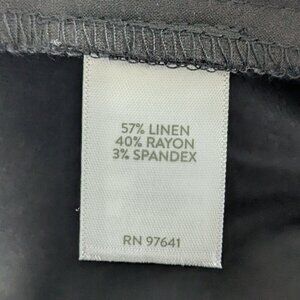 57% LINEN
40% RAYON
3% SPANDEX
RN 97641